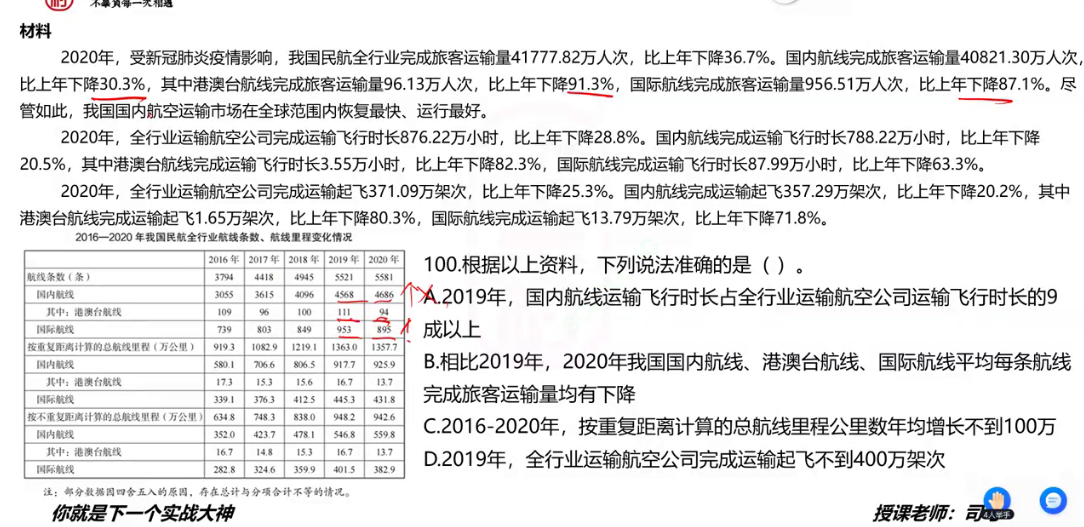 不辜负每一次相遇
材料
2020年，受新冠肺炎疫情影响，我国民航全行业完成旅客运输量41777.82万人次，比上年下降36.7%。国内航线完成旅客运输量40821.30万人次，
比上年下降30.3%，其中港澳台航线完成旅客运输量96.13万人次，比上年下降91.3%，国际航线完成旅客运输量956.51万人次，比上年下降87.1%。尽
管如此，我国国内航空运输市场在全球范围内恢复最快、运行最好。
2020年，全行业运输航空公司完成运输飞行时长876.22万小时，比上年下降28.8%。国内航线完成运输飞行时长788.22万小时，比上年下降
20.5%，其中港澳台航线完成运输飞行时长3.55万小时，比上年下降82.3%，国际航线完成运输飞行时长87.99万小时，比上年下降63.3%。
2020年，全行业运输航空公司完成运输起飞371.09万架次，比上年下降25.3%。国内航线完成运输起飞357.29万架次，比上年下降20.2%，其中
港澳台航线完成运输起飞1.65万架次，比上年下降80.3%，国际航线完成运输起飞13.79万架次，比上年下降71.8%。
2016—2020年我国民航全行业航线条数、航线里程变化情况
2016年 2017年 2018年 2019年 2020年
航线条数（条） 3794 4418 4945 5521 5581
国内航线 3055 3615 4096 4568 4686
其中：港澳台航线 109 96 100 111 94
国际航线 739 803 849 953 895
按重复距离计算的总航线里程（万公里） 919.3 1082.9 1219.1 1363.0 1357.7
国内航线 580.1 706.6 806.5 917.7 925.9
其中：港澳台航线 17.3 15.3 15.6 16.7 13.7
国际航线 339.1 376.3 412.5 445.3 431.8
按不重复距离计算的总航线里程（万公里） 634.8 748.3 838.0 948.2 942.6
国内航线 352.0 423.7 478.1 546.8 559.8
其中：港澳台航线 16.7 14.8 15.3 16.7 13.7
国际航线 282.8 324.6 359.9 401.5 382.9
注：部分数据因四舍五入的原因，存在总计与分项合计不等的情况。
100.根据以上资料，下列说法准确的是（ ）。
A.2019年，国内航线运输飞行时长占全行业运输航空公司运输飞行时长的9
成以上
B.相比2019年，2020年我国国内航线、港澳台航线、国际航线平均每条航线
完成旅客运输量均有下降
C.2016-2020年，按重复距离计算的总航线里程公里数年均增长不到100万
D.2019年，全行业运输航空公司完成运输起飞不到400万架次
4人举手
你就是下一个实战大神
授课老师：司